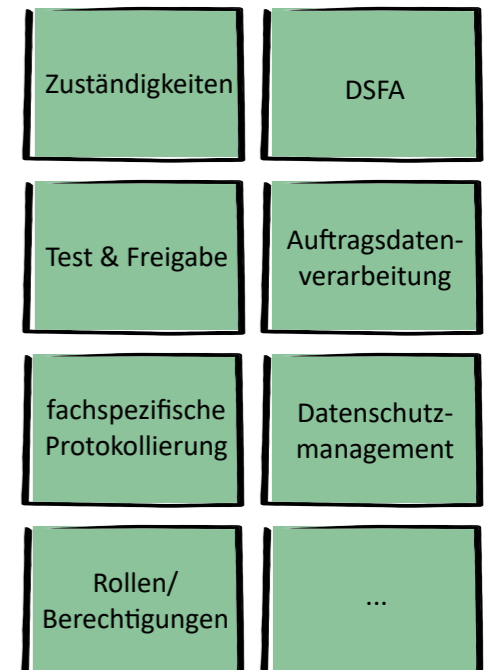 Zuständigkeiten
DSFA
Test & Freigabe
Auftragsdaten-
verarbeitung
fachspezifische
Protokollierung
Datenschutz-
management
Rollen/
Berechtigungen
...